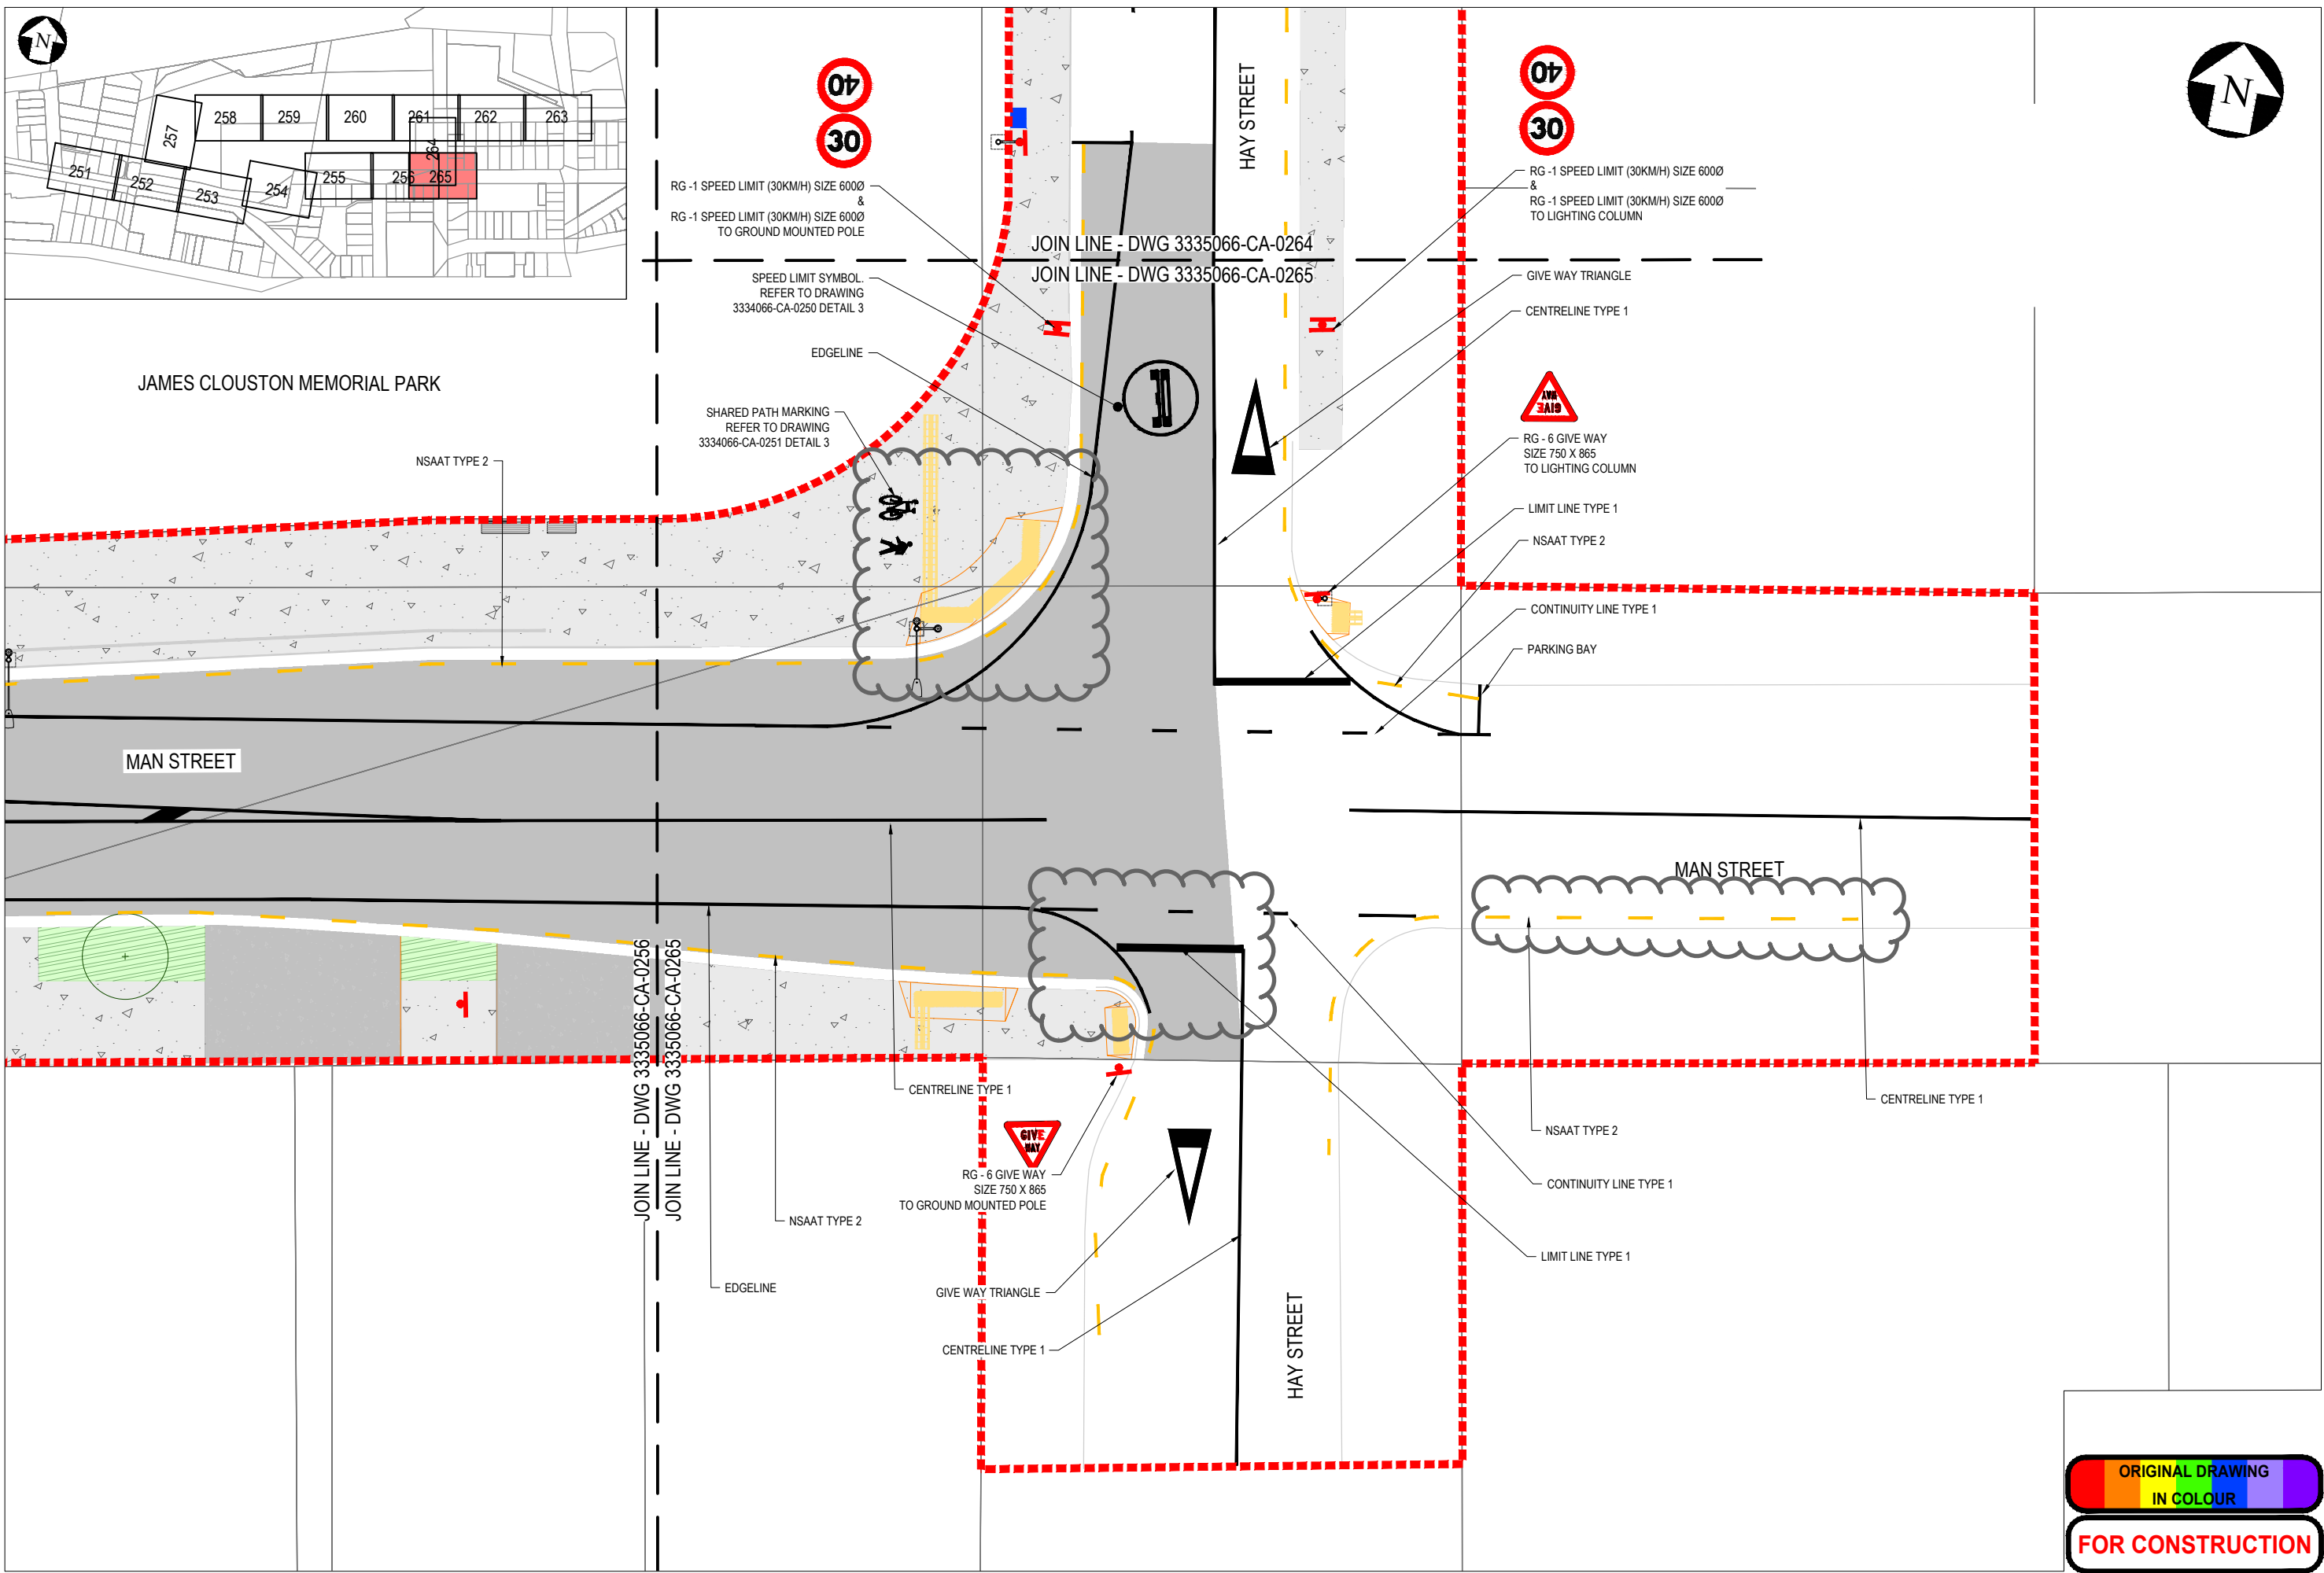 N
258
259
260
261
262
263
257
264
251
252
253
254
255
256
265
40
30
RG -1 SPEED LIMIT (30KM/H) SIZE 600Ø
&
RG -1 SPEED LIMIT (30KM/H) SIZE 600Ø
TO GROUND MOUNTED POLE
HAY STREET
40
30
RG -1 SPEED LIMIT (30KM/H) SIZE 600Ø
&
RG -1 SPEED LIMIT (30KM/H) SIZE 600Ø
TO LIGHTING COLUMN
N
JOIN LINE - DWG 3335066-CA-0264
JOIN LINE - DWG 3335066-CA-0265
SPEED LIMIT SYMBOL.
REFER TO DRAWING
3334066-CA-0250 DETAIL 3
GIVE WAY TRIANGLE
CENTRELINE TYPE 1
EDGELINE
JAMES CLOUSTON MEMORIAL PARK
SHARED PATH MARKING
REFER TO DRAWING
3334066-CA-0251 DETAIL 3
GIVE
WAY
RG - 6 GIVE WAY
SIZE 750 X 865
TO LIGHTING COLUMN
NSAAT TYPE 2
LIMIT LINE TYPE 1
NSAAT TYPE 2
CONTINUITY LINE TYPE 1
PARKING BAY
MAN STREET
MAN STREET
JOIN LINE - DWG 3335066-CA-0256
JOIN LINE - DWG 3335066-CA-0265
CENTRELINE TYPE 1
CENTRELINE TYPE 1
GIVE
WAY
RG - 6 GIVE WAY
SIZE 750 X 865
TO GROUND MOUNTED POLE
NSAAT TYPE 2
CONTINUITY LINE TYPE 1
NSAAT TYPE 2
LIMIT LINE TYPE 1
EDGELINE
GIVE WAY TRIANGLE
CENTRELINE TYPE 1
HAY STREET
ORIGINAL DRAWING
IN COLOUR
FOR CONSTRUCTION